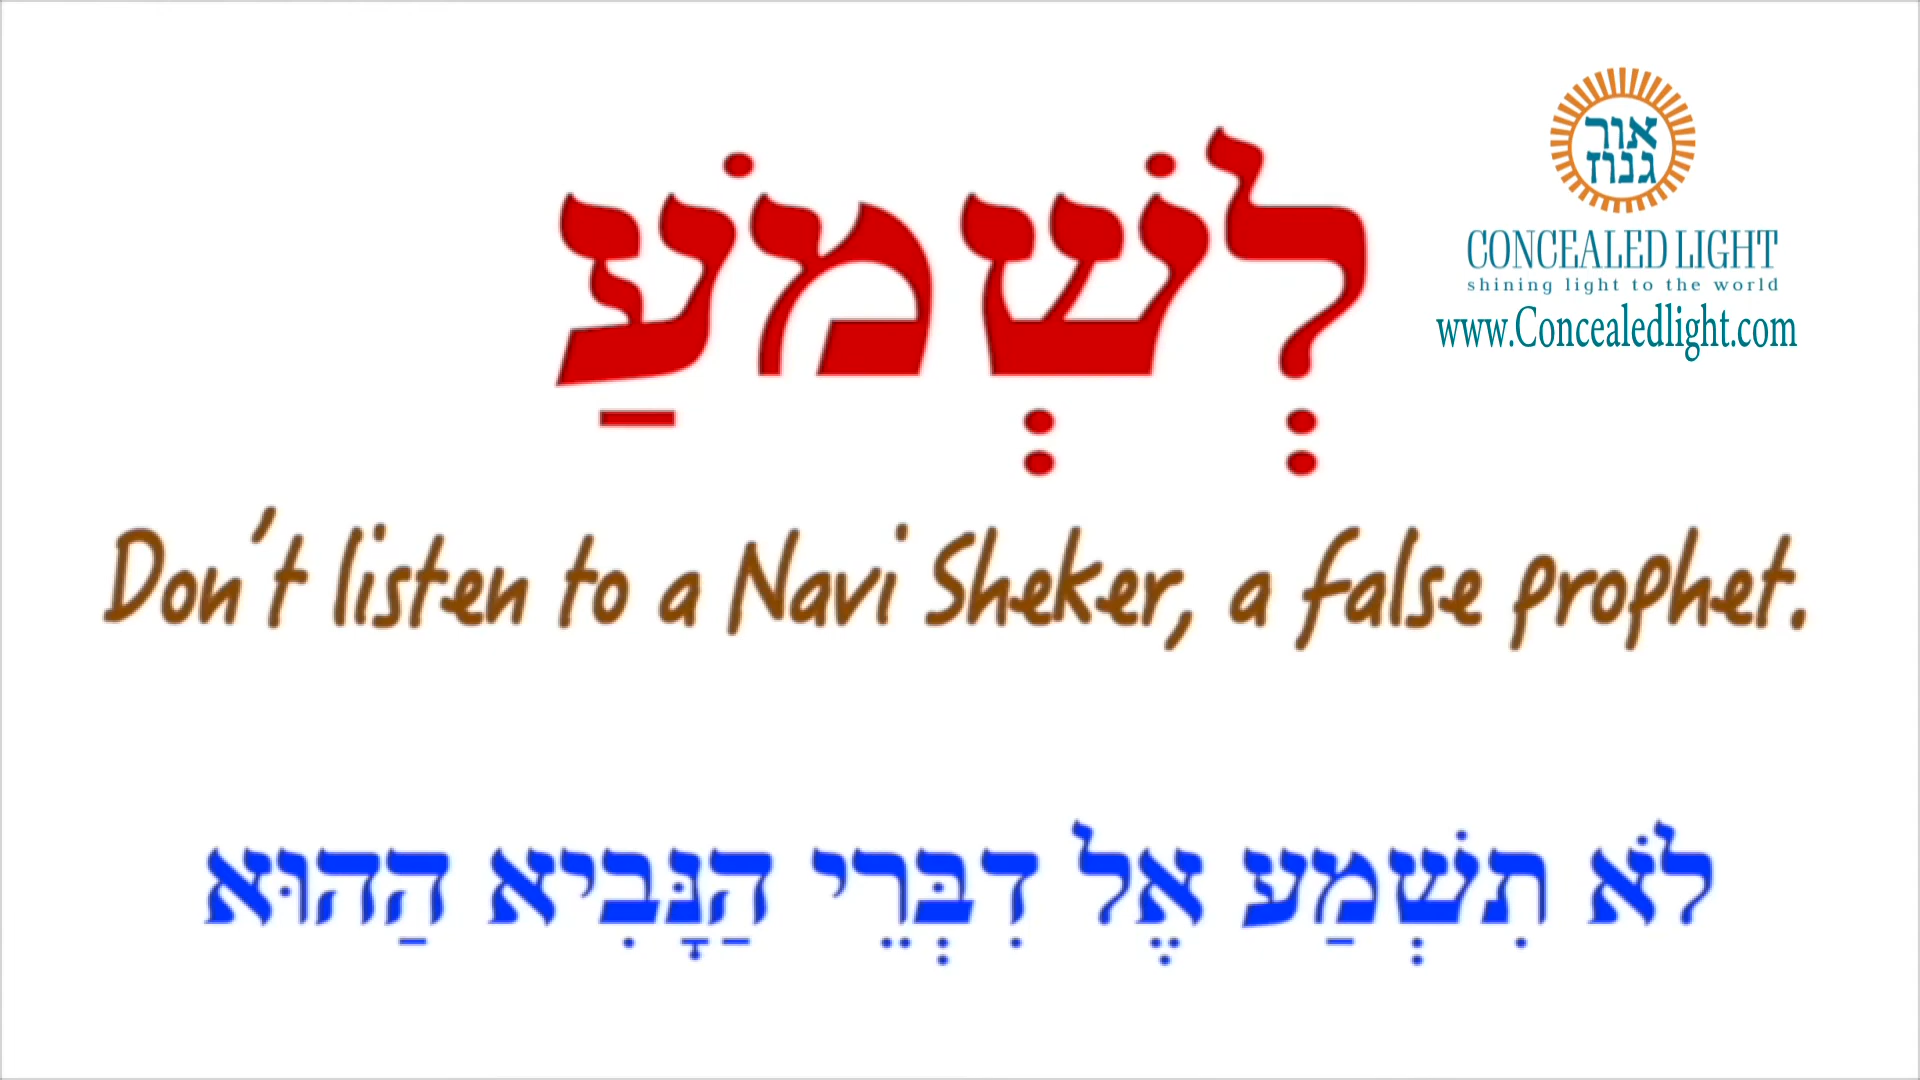 אור
גנוז
CONCEALED LIGHT
shining light to the world
www.Concealedlight.com
לִשְׁמֹעַ
Don't listen to a Navi Sheker, a false prophet.
לֹא תִשְׁמַע אֶל דִבְּרֵי הַנָּבִיא הַהוּא